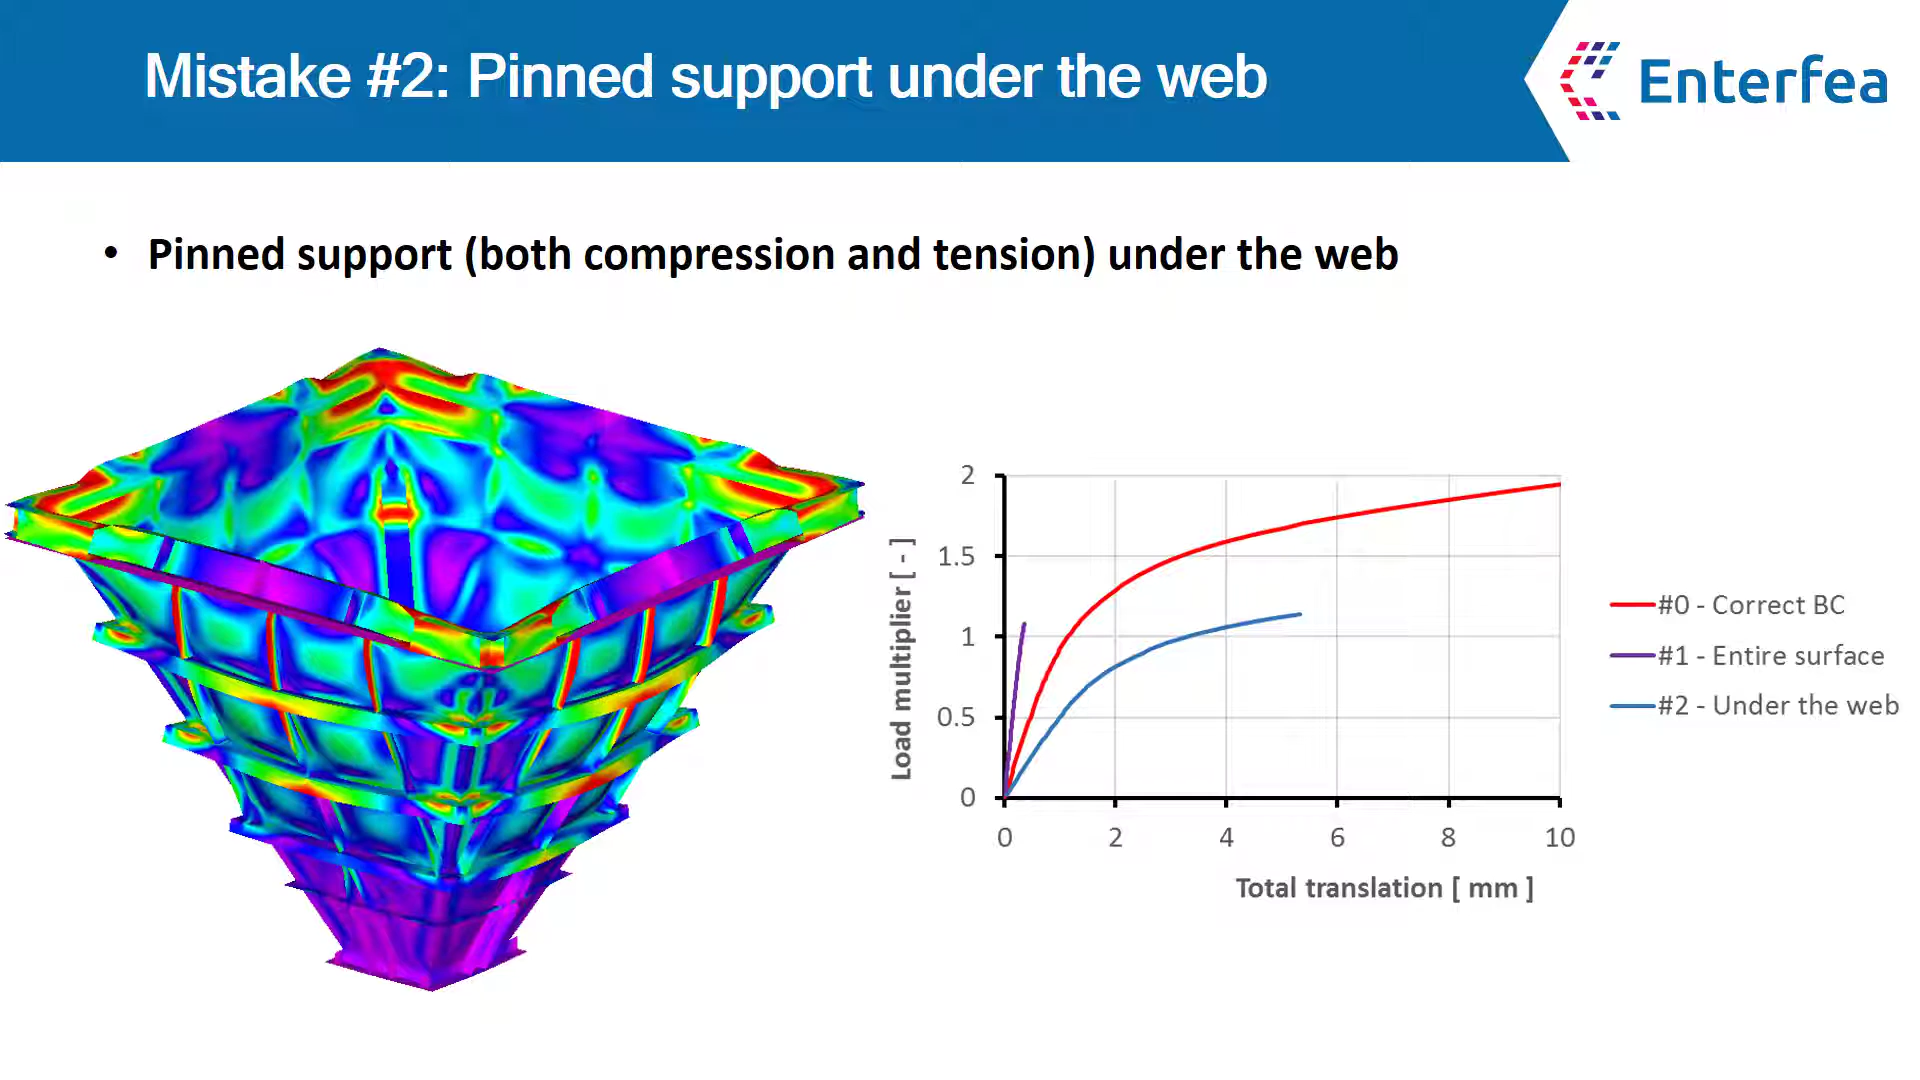 Mistake #2: Pinned support under the web
Enterfea
• Pinned support (both compression and tension) under the web
Load multiplier [ - ]
2
1.5
1
0.5
0
0 2 4 6 8 10
Total translation [ mm ]
#0 - Correct BC
#1 - Entire surface
#2 - Under the web